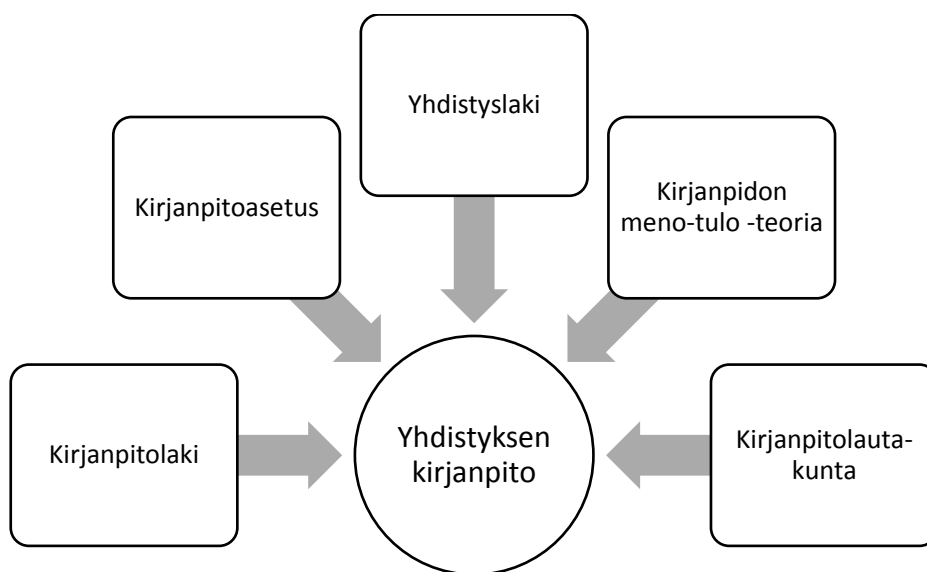 Yhdistyslaki
Kirjanpitoasetus
Kirjanpidon
meno-tulo -teoria
Kirjanpitolaki
Yhdistyksen
kirjanpito
Kirjanpitolauta-
kunta